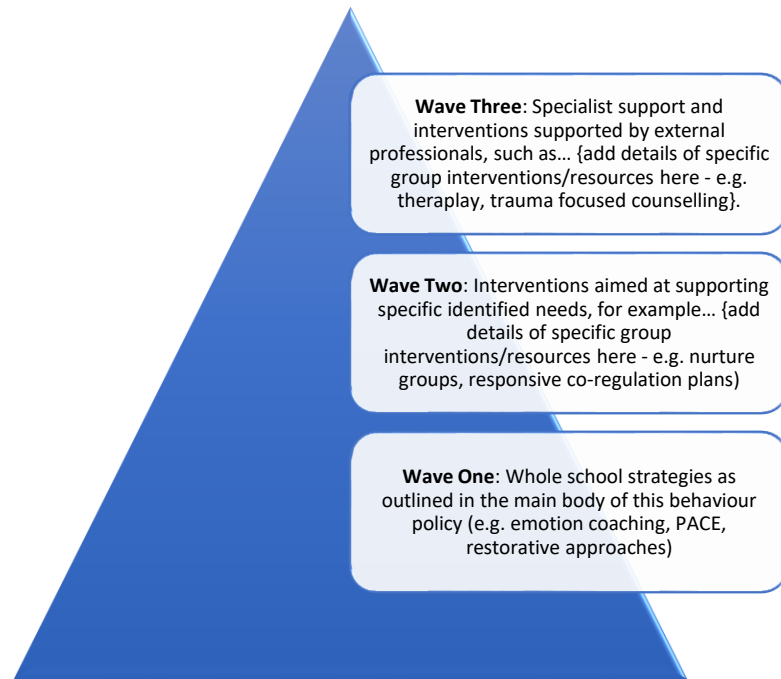 Wave Three: Specialist support and
interventions supported by external
professionals, such as… {add details of specific
group interventions/resources here - e.g.
theraplay, trauma focused counselling}.
Wave Two: Interventions aimed at supporting
specific identified needs, for example… {add
details of specific group
interventions/resources here - e.g. nurture
groups, responsive co-regulation plans)
Wave One: Whole school strategies as
outlined in the main body of this behaviour
policy (e.g. emotion coaching, PACE,
restorative approaches)